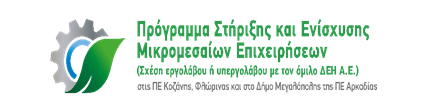 Πρόγραμμα Στήριξης και Ενίσχυσης
Μικρομεσαίων Επιχειρήσεων
(Σχέση εργολάβου ή υπεργολάβου με τον όμιλο ΔΕΗ Α.Ε.)
στις ΠΕ Κοζάνης, Φλώρινας και στο Δήμο Μεγαλόπολης της ΠΕ Αρκαδίας